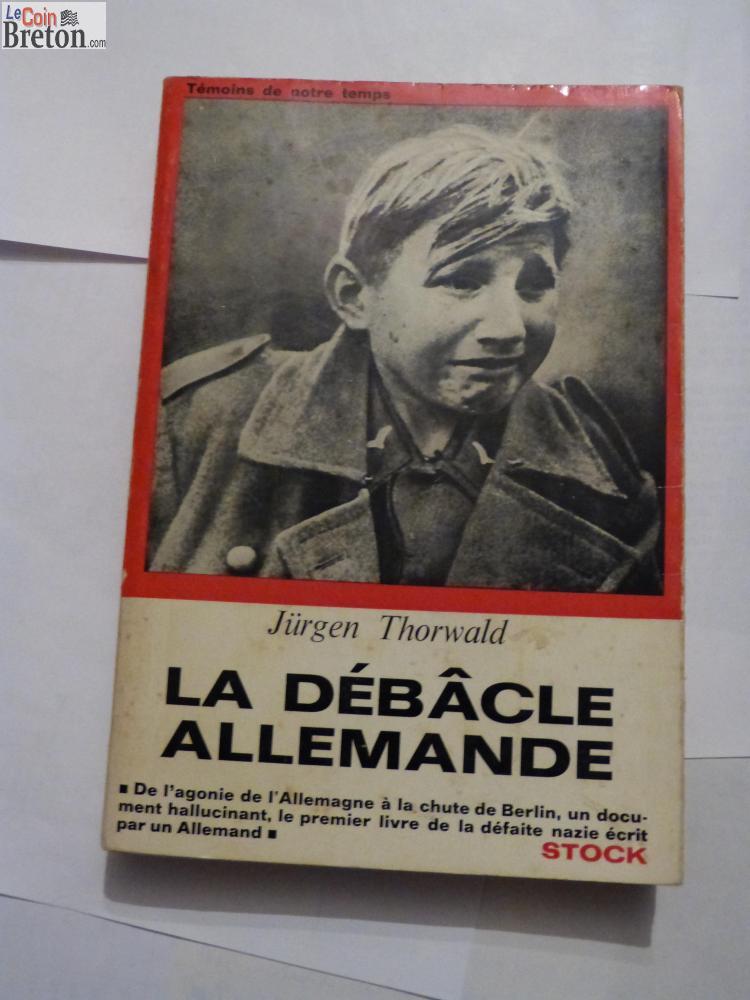 LeCoin
Breton.com
Témoins de notre temps
Jürgen Thorwald
LA DÉBÂCLE
ALLEMANDE
▪ De l'agonie de l'Allemagne à la chute de Berlin, un docu-
ment hallucinant, le premier livre de la défaite nazie écrit
par un Allemand ▪
STOCK